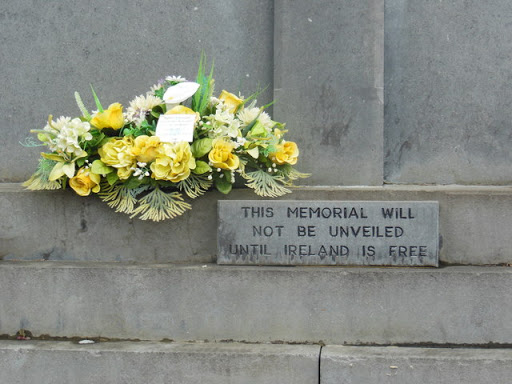 THIS MEMORIAL WILL
NOT BE UNVEILED
UNTIL IRELAND IS FREE